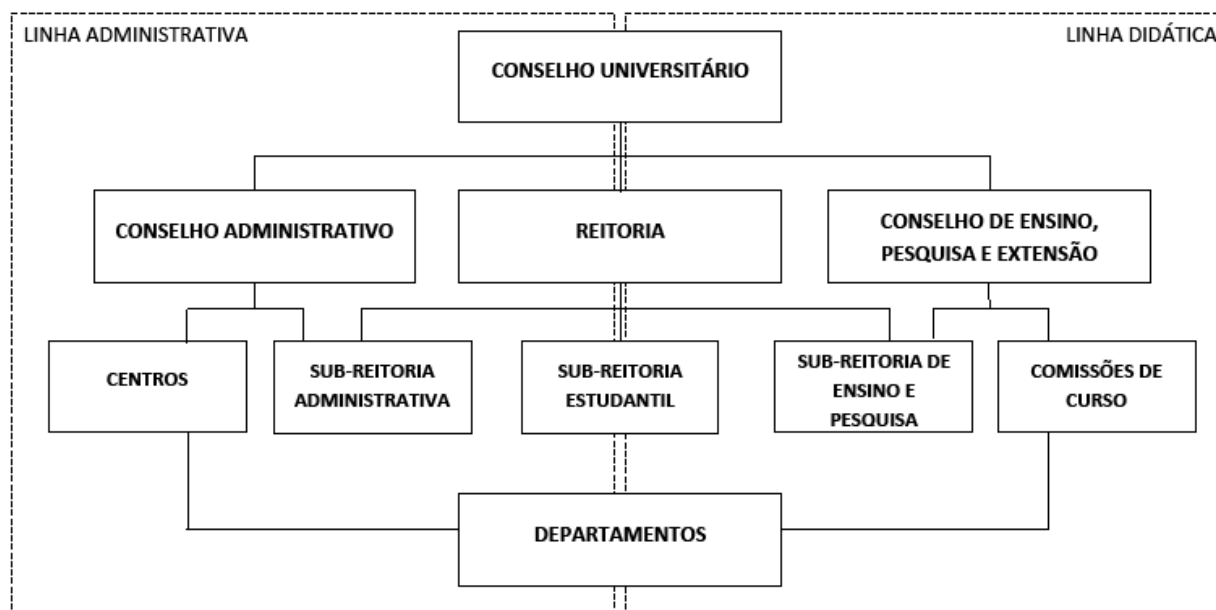 LINHA ADMINISTRATIVA
LINHA DIDÁTICA
CONSELHO UNIVERSITÁRIO
CONSELHO ADMINISTRATIVO
REITORIA
CONSELHO DE ENSINO,
PESQUISA E EXTENSÃO
CENTROS
SUB-REITORIA
ADMINISTRATIVA
SUB-REITORIA
ESTUDANTIL
SUB-REITORIA DE
ENSINO E
PESQUISA
COMISSÕES DE
CURSO
DEPARTAMENTOS